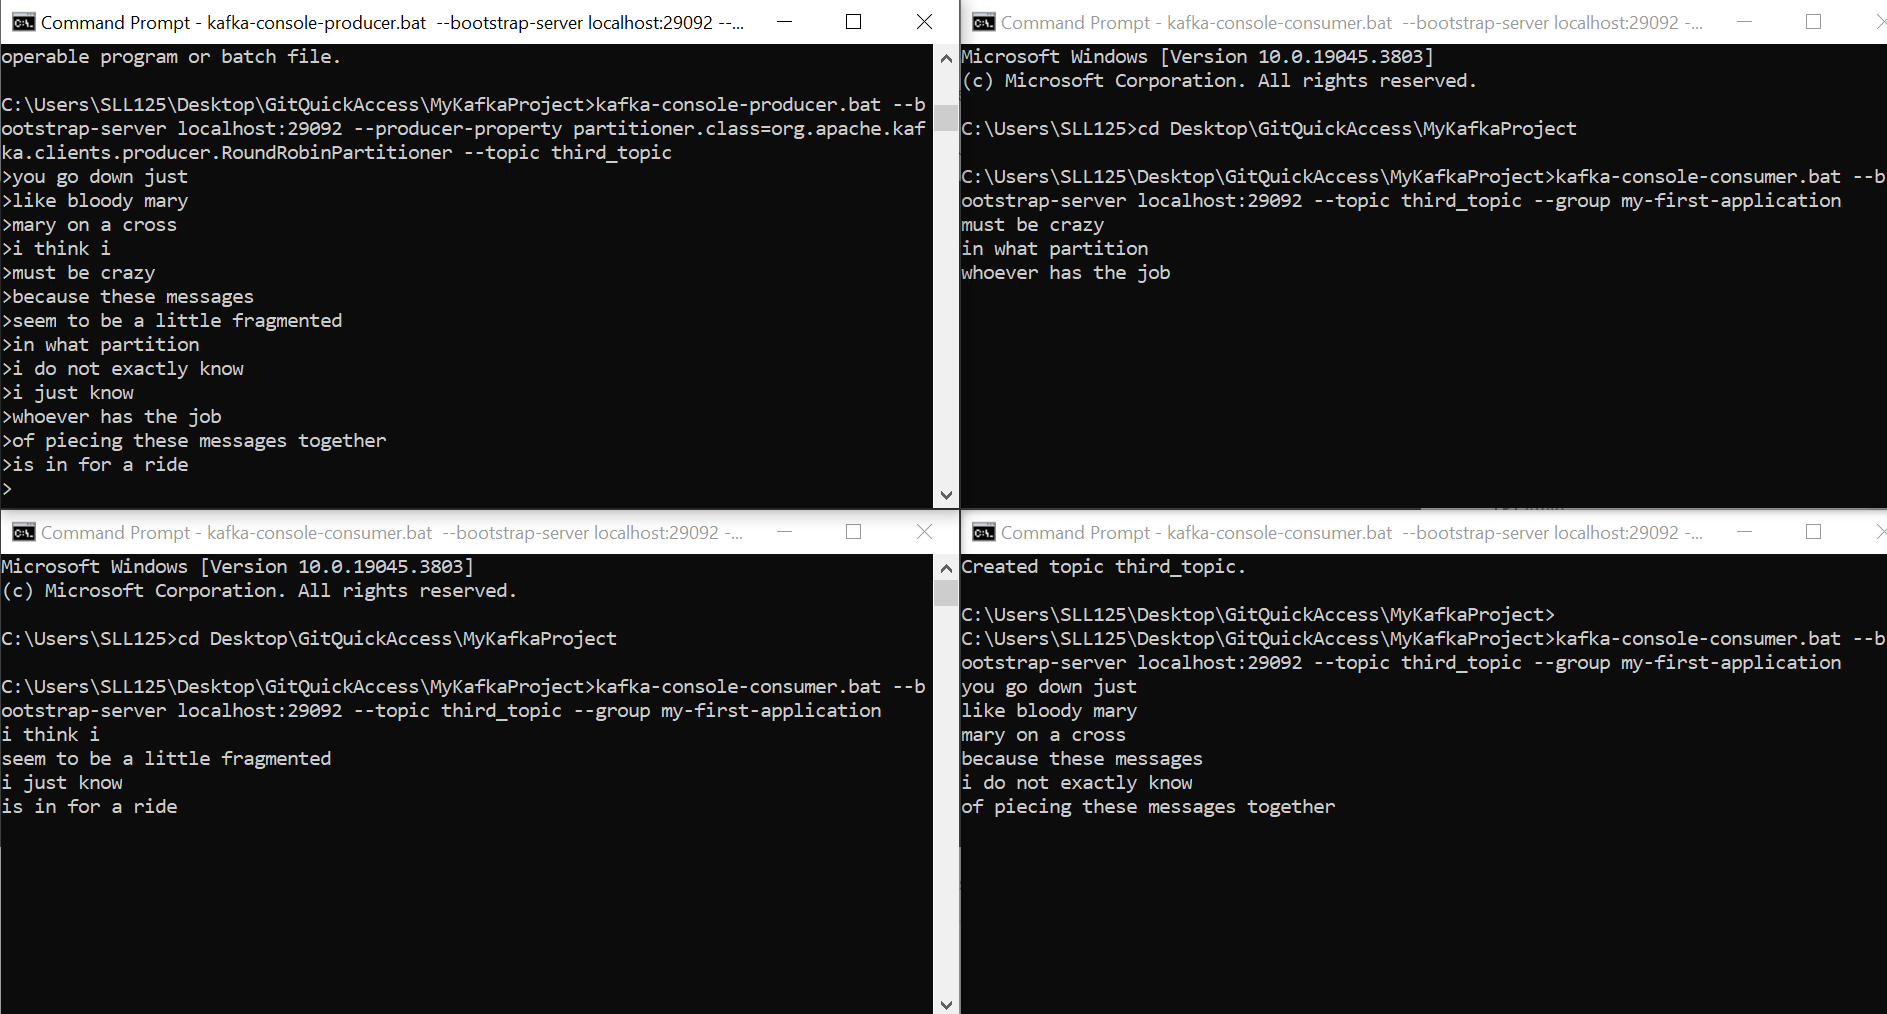 Command Prompt - kafka-console-producer.bat  --bootstrap-server localhost:29092 --...
operable program or batch file.
C:\Users\SLL125\Desktop\GitQuickAccess\MyKafkaProject>kafka-console-producer.bat --b
ootstrap-server localhost:29092 --producer-property partitioner.class=org.apache.kaf
ka.clients.producer.RoundRobinPartitioner --topic third_topic
>you go down just
>like bloody mary
>mary on a cross
>i think i
>must be crazy
>because these messages
>seem to be a little fragmented
>in what partition
>i do not exactly know
>i just know
>whoever has the job
>of piecing these messages together
>is in for a ride
>
Command Prompt - kafka-console-consumer.bat  --bootstrap-server localhost:29092 -...
Microsoft Windows [Version 10.0.19045.3803]
(c) Microsoft Corporation. All rights reserved.
C:\Users\SLL125>cd Desktop\GitQuickAccess\MyKafkaProject
C:\Users\SLL125\Desktop\GitQuickAccess\MyKafkaProject>kafka-console-consumer.bat --b
ootstrap-server localhost:29092 --topic third_topic --group my-first-application
must be crazy
in what partition
whoever has the job
Command Prompt - kafka-console-consumer.bat  --bootstrap-server localhost:29092 -...
Microsoft Windows [Version 10.0.19045.3803]
(c) Microsoft Corporation. All rights reserved.
C:\Users\SLL125>cd Desktop\GitQuickAccess\MyKafkaProject
C:\Users\SLL125\Desktop\GitQuickAccess\MyKafkaProject>kafka-console-consumer.bat --b
ootstrap-server localhost:29092 --topic third_topic --group my-first-application
i think i
seem to be a little fragmented
i just know
is in for a ride
Command Prompt - kafka-console-consumer.bat  --bootstrap-server localhost:29092 -...
Created topic third_topic.
C:\Users\SLL125\Desktop\GitQuickAccess\MyKafkaProject>
C:\Users\SLL125\Desktop\GitQuickAccess\MyKafkaProject>kafka-console-consumer.bat --b
ootstrap-server localhost:29092 --topic third_topic --group my-first-application
you go down just
like bloody mary
mary on a cross
because these messages
i do not exactly know
of piecing these messages together